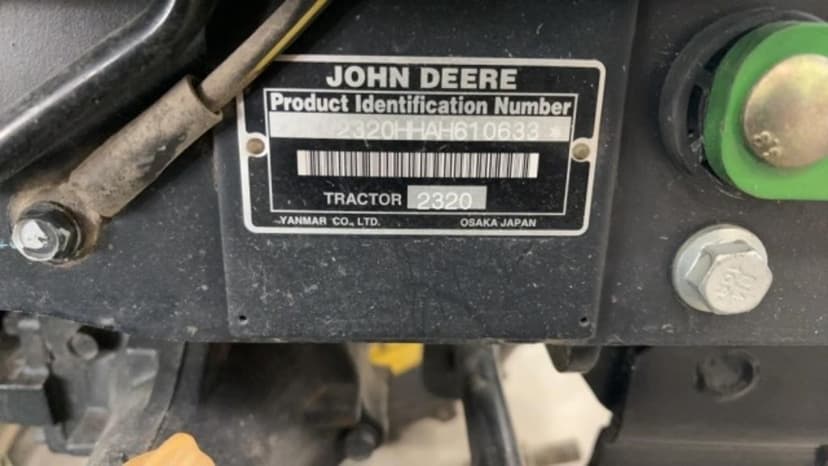 JOHN DEERE
Product Identification Number
2320HHAH610633
TRACTOR 2320
YANMAR CO., LTD. OSAKA JAPAN